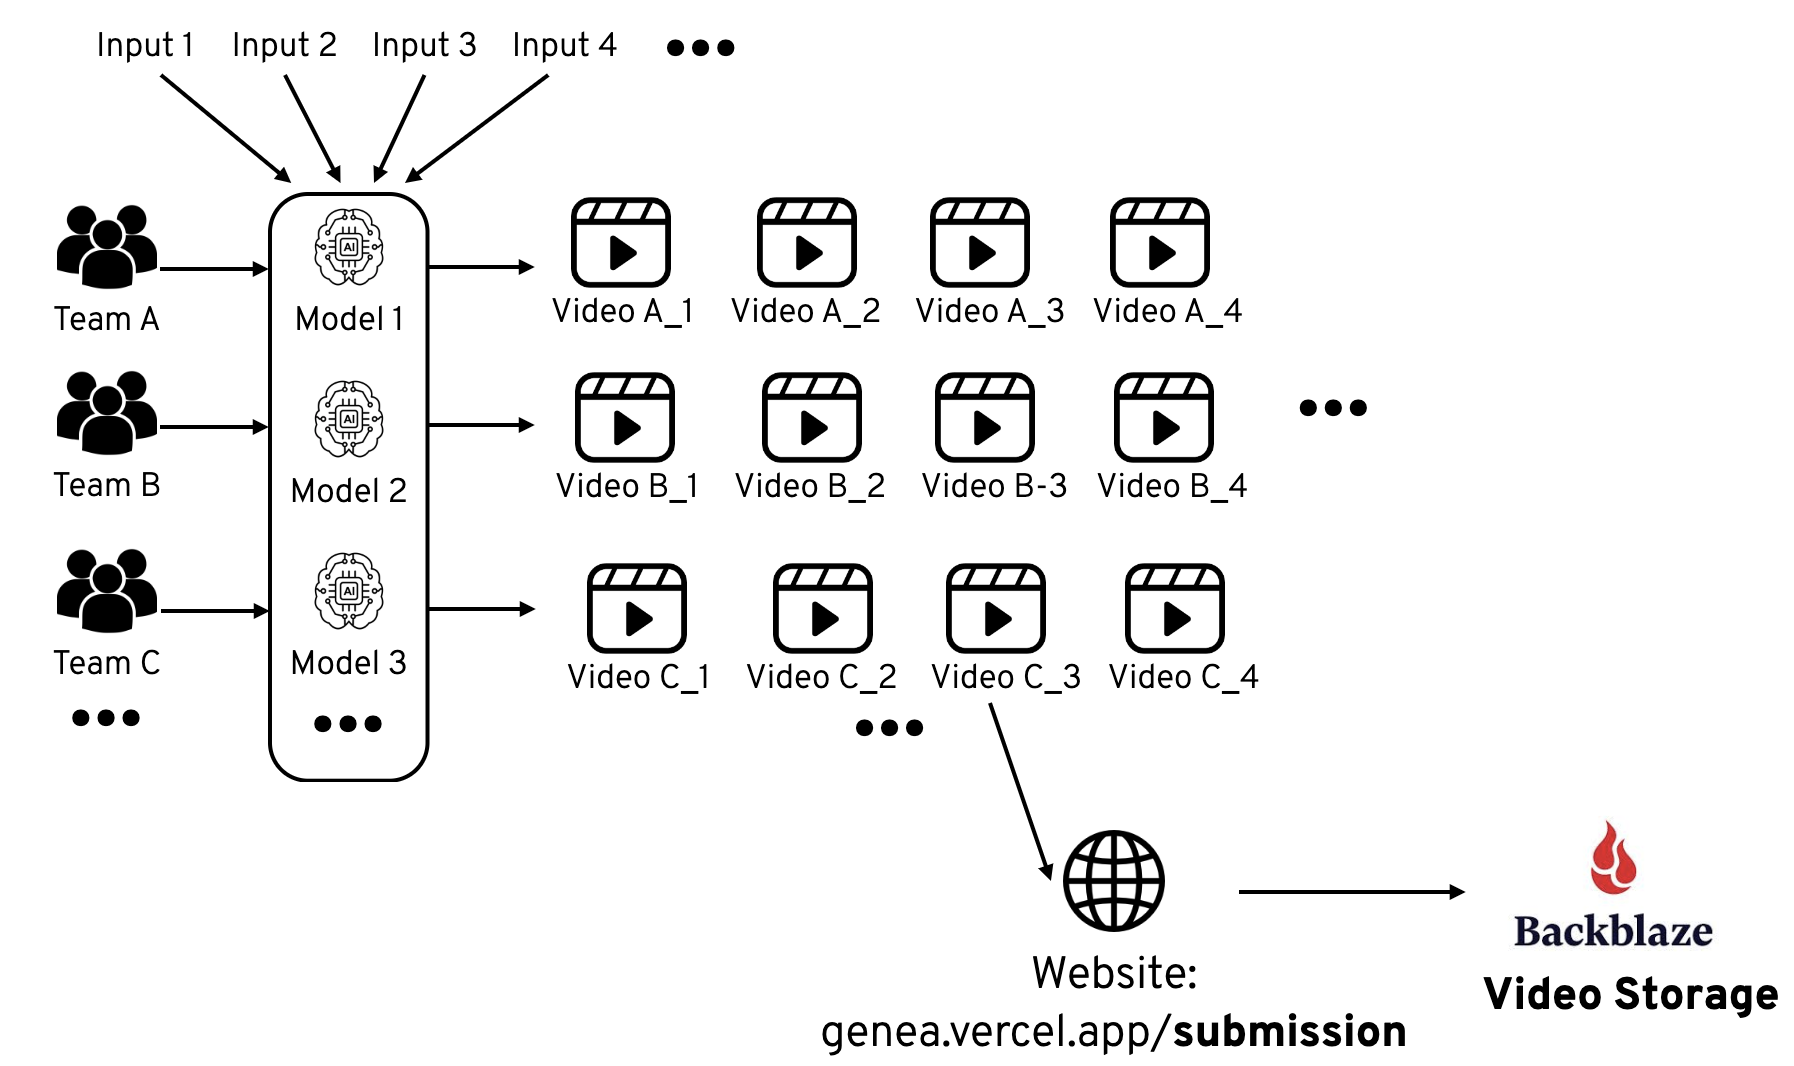 Input 1 Input 2 Input 3 Input 4
AI
Team A
Model 1
Video A_1 Video A_2 Video A_3 Video A_4
AI
Team B
Model 2
Video B_1 Video B_2 Video B-3 Video B_4
AI
Team C
Model 3
Video C_1 Video C_2 Video C_3 Video C_4
Website:
genea.vercel.app/submission
Backblaze
Video Storage